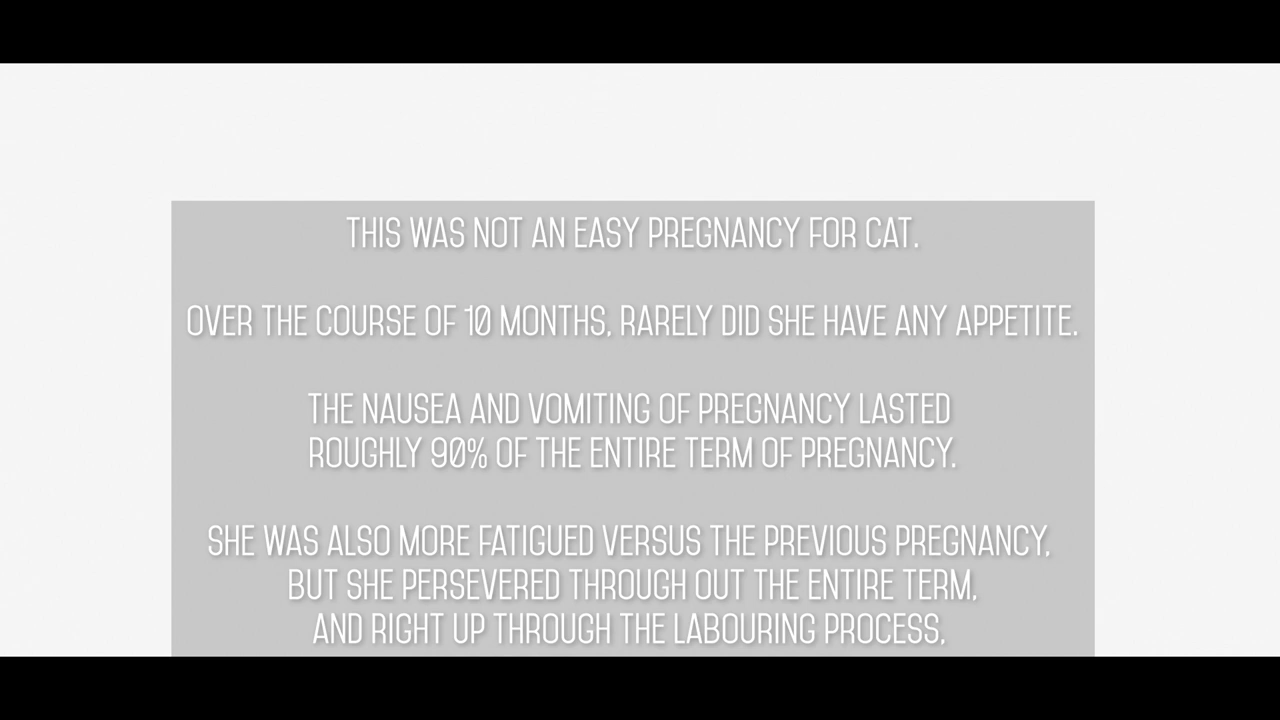 THIS WAS NOT AN EASY PREGNANCY FOR CAT.
OVER THE COURSE OF 10 MONTHS, RARELY DID SHE HAVE ANY APPETITE.
THE NAUSEA AND VOMITING OF PREGNANCY LASTED
ROUGHLY 90% OF THE ENTIRE TERM OF PREGNANCY.
SHE WAS ALSO MORE FATIGUED VERSUS THE PREVIOUS PREGNANCY,
BUT SHE PERSEVERED THROUGH OUT THE ENTIRE TERM,
AND RIGHT UP THROUGH THE LABOURING PROCESS,